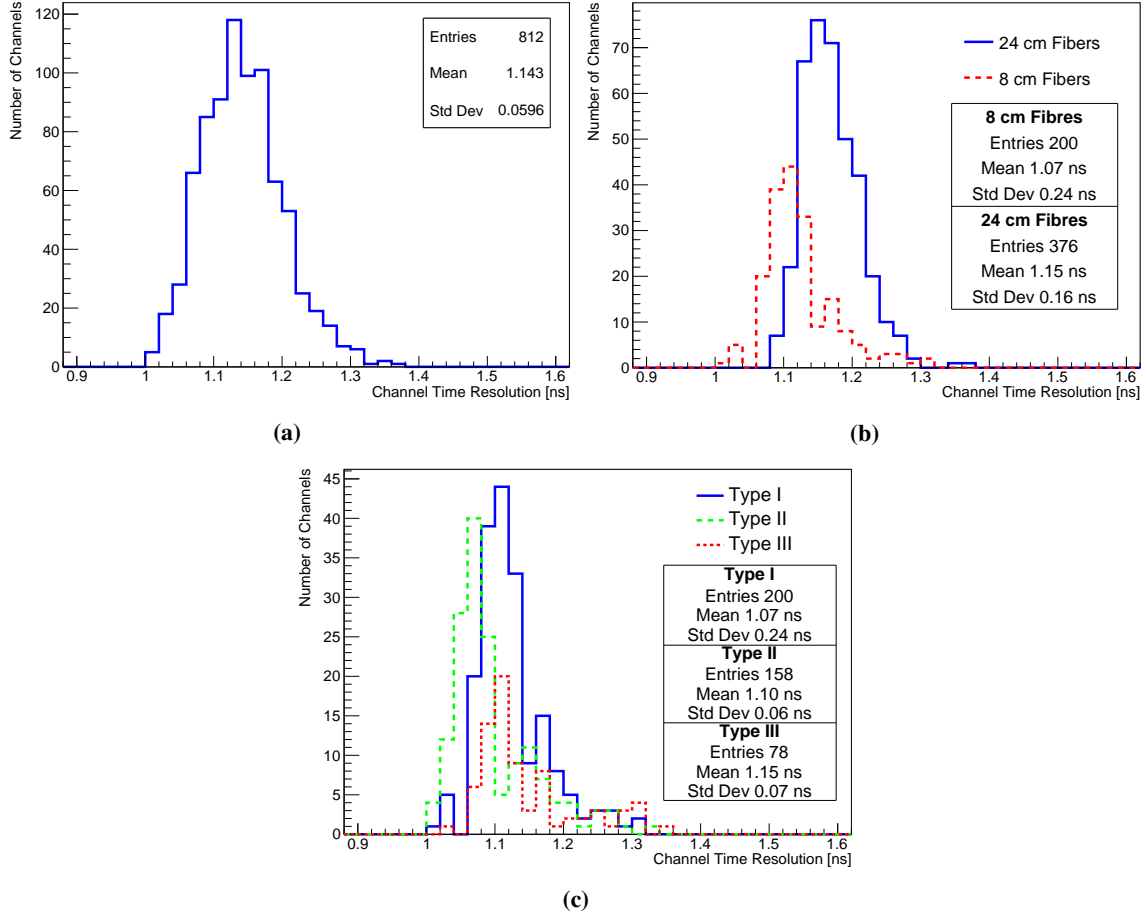 Number of Channels
120
100
80
60
40
20
0
Entries 812
Mean 1.143
Std Dev 0.0596
0.9 1 1.1 1.2 1.3 1.4 1.5 1.6
Channel Time Resolution [ns]
(a)
Number of Channels
70
60
50
40
30
20
10
0
24 cm Fibers
8 cm Fibers
8 cm Fibres
Entries 200
Mean 1.07 ns
Std Dev 0.24 ns
24 cm Fibres
Entries 376
Mean 1.15 ns
Std Dev 0.16 ns
0.9 1 1.1 1.2 1.3 1.4 1.5 1.6
Channel Time Resolution [ns]
(b)
Number of Channels
45
40
35
30
25
20
15
10
5
0
Type I
Type II
Type III
Type I
Entries 200
Mean 1.07 ns
Std Dev 0.24 ns
Type II
Entries 158
Mean 1.10 ns
Std Dev 0.06 ns
Type III
Entries 78
Mean 1.15 ns
Std Dev 0.07 ns
0.9 1 1.1 1.2 1.3 1.4 1.5 1.6
Channel Time Resolution [ns]
(c)